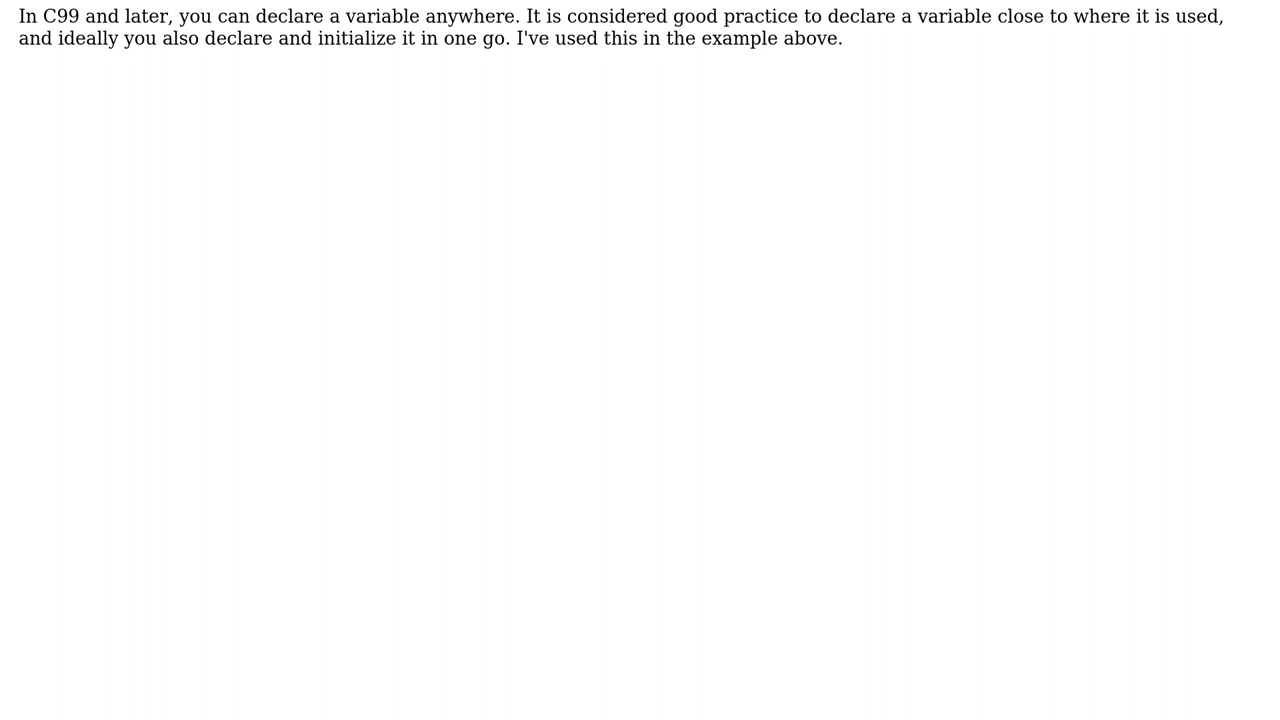 In C99 and later, you can declare a variable anywhere. It is considered good practice to declare a variable close to where it is used,
and ideally you also declare and initialize it in one go. I've used this in the example above.